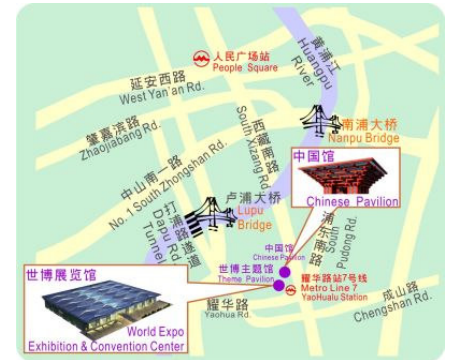 人民广场站
People Square
黄浦江
Huangpu
River
延安西路
West Yan'an Rd.
肇嘉滨路
Zhaojiabang Rd.
西藏南路
South Xizang Rd.
南浦大桥
Nanpu Bridge
中山南一路
No. 1 South Zhongshan Rd.
中国馆
Chinese Pavilion
卢浦大桥
Lupu
Bridge
打浦路遂道
Dapu Rd.
Tunnel
浦东南路
South
Pudong Rd.
中国馆
Chinese Pavilion
世博主题馆
Theme Pavilion
耀华路站7号线
Metro Line 7
YaoHualu Station
世博展览馆
World Expo
Exhibition & Convention Center
耀华路
Yaohua Rd.
成山路
Chengshan Rd.